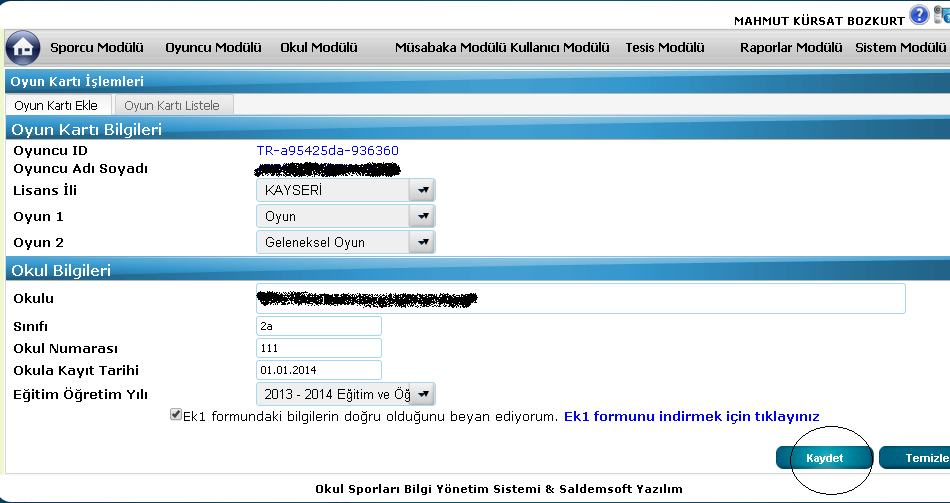 MAHMUT KÜRSAT BOZKURT
Sporcu Modülü Oyuncu Modülü Okul Modülü Müsabaka Modülü Kullanıcı Modülü Tesis Modülü Raporlar Modülü Sistem Modülü
Oyun Kartı İşlemleri
Oyun Kartı Ekle Oyun Kartı Listele
Oyun Kartı Bilgileri
Oyuncu ID TR-a95425da-936360
Oyuncu Adı Soyadı
Lisans İli KAYSERİ
Oyun 1 Oyun
Oyun 2 Geleneksel Oyun
Okul Bilgileri
Okulu
Sınıfı 2a
Okul Numarası 111
Okula Kayıt Tarihi 01.01.2014
Eğitim Öğretim Yılı 2013 - 2014 Eğitim ve Öğ
Ek1 formundaki bilgilerin doğru olduğunu beyan ediyorum. Ek1 formunu indirmek için tıklayınız
Kaydet Temizle
Okul Sporları Bilgi Yönetim Sistemi & Saldemsoft Yazılım